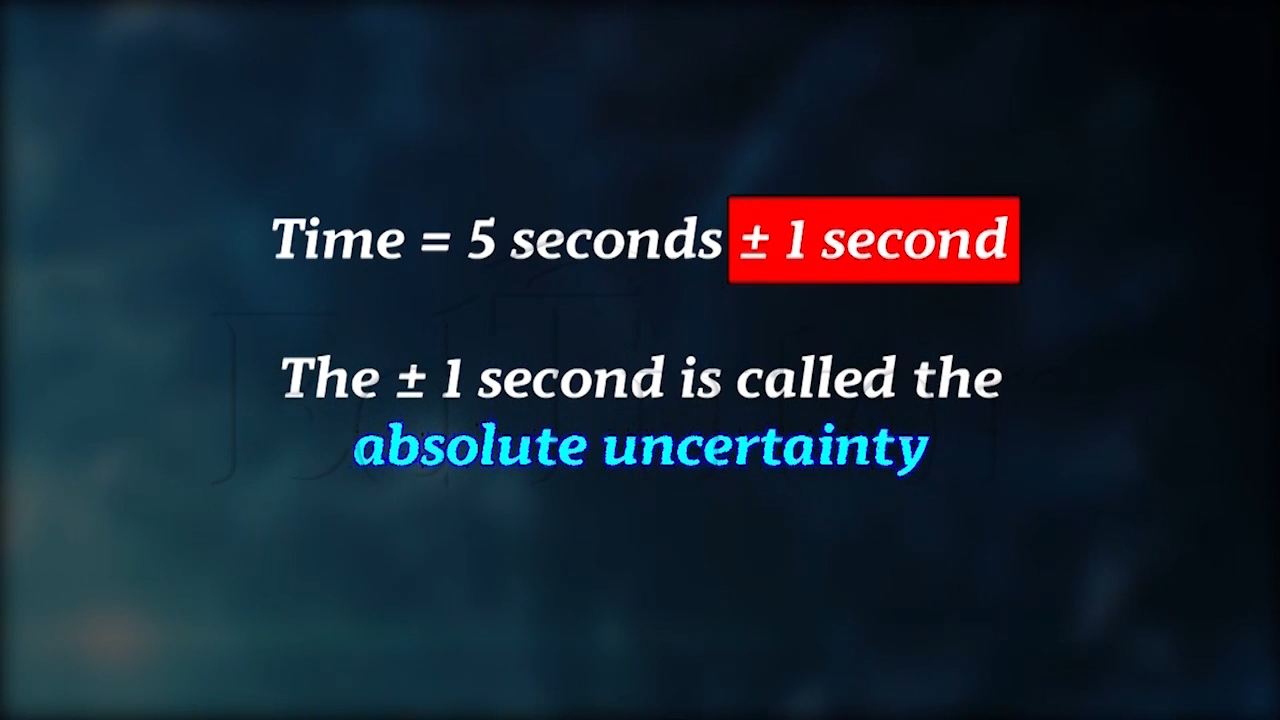 Time = 5 seconds ± 1 second
The ± 1 second is called the
absolute uncertainty